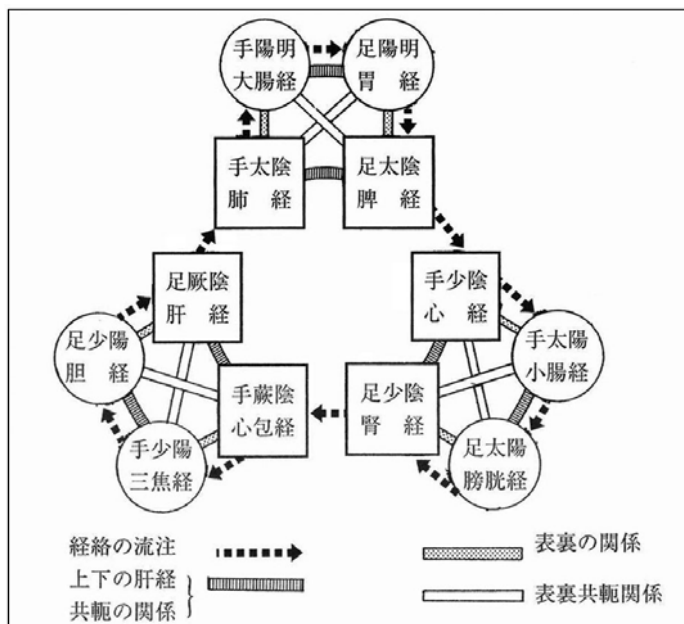 手陽明
大腸経
足陽明
胃 経
手太陰
肺 経
足太陰
脾 経
足厥陰
肝 経
手少陰
心 経
足少陽
胆 経
手太陽
小腸経
手蕨陰
心包経
足少陰
腎 経
手少陽
三焦経
足太陽
膀胱経
経絡の流注
表裏の関係
上下の肝経
共軛の関係
表裏共軛関係